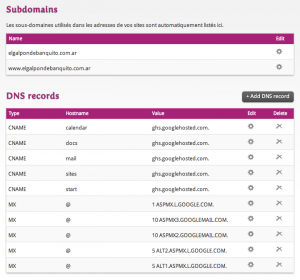 Subdomains
Les sous-domaines utilisés dans les adresses de vos sites sont automatiquement listés ici.
Name Edit
elgalpondebanquito.com.ar
www.elgalpondebanquito.com.ar
DNS records
+ Add DNS record
Type Hostname Value Edit Delete
CNAME calendar ghs.googlehosted.com.
CNAME docs ghs.googlehosted.com.
CNAME mail ghs.googlehosted.com.
CNAME sites ghs.googlehosted.com.
CNAME start ghs.googlehosted.com.
MX @ 1 ASPMX.L.GOOGLE.COM.
MX @ 10 ASPMX3.GOOGLEMAIL.COM.
MX @ 10 ASPMX2.GOOGLEMAIL.COM.
MX @ 5 ALT2.ASPMX.L.GOOGLE.COM.
MX @ 5 ALT1.ASPMX.L.GOOGLE.COM.